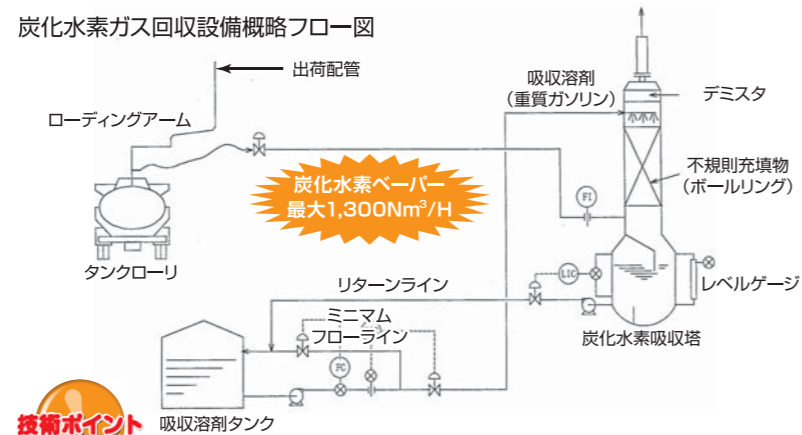 炭化水素ガス回収設備概略フロー図
出荷配管
ローディングアーム
吸収溶剤
（重質ガソリン）
デミスタ
炭化水素ベーパー
最大1,300Nm³/H
不規則充填物
（ボールリング）
FI
タンクローリ
LIC
レベルゲージ
リターンライン
炭化水素吸収塔
ミニマム
フローライン
FC
技術ポイント
吸収溶剤タンク